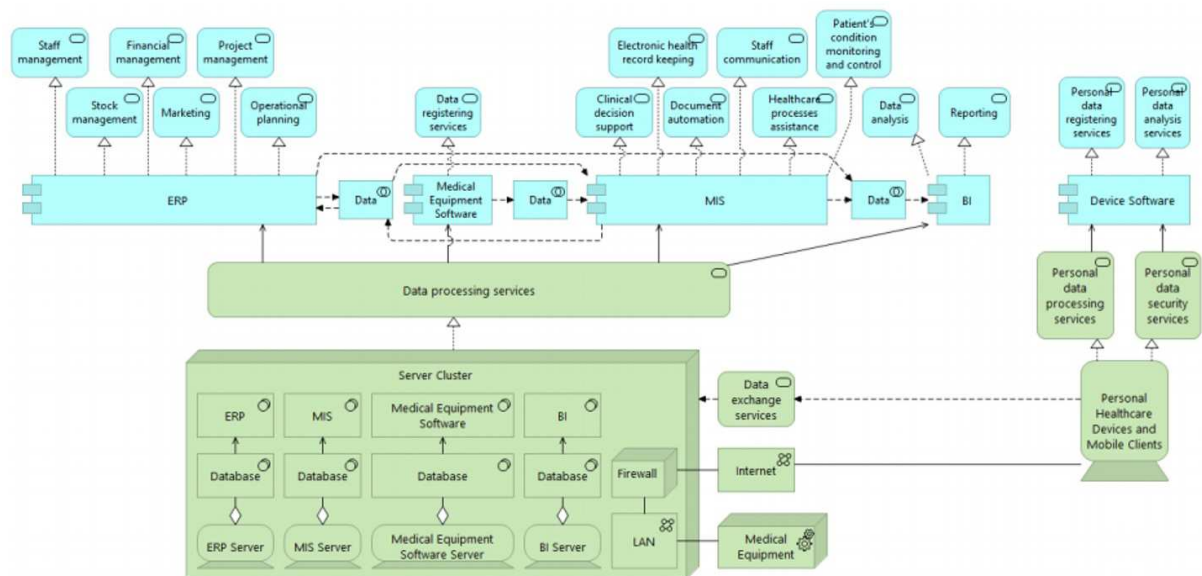 Staff
management
Financial
management
Project
management
Electronic health
record keeping
Staff
communication
Patient's
condition
monitoring
and control
Stock
management
Marketing
Operational
planning
Data
registering
services
Clinical
decision
support
Document
automation
Healthcare
processes
assistance
Data
analysis
Reporting
Personal
data
registering
services
Personal
data
analysis
services
ERP
Data
Medical
Equipment
Software
Data
MIS
Data
BI
Device Software
Data processing services
Personal
data
processing
services
Personal
data
security
services
Server Cluster
ERP
MIS
Medical Equipment
Software
BI
Data
exchange
services
Personal
Healthcare
Devices and
Mobile Clients
Database
Database
Database
Database
Firewall
Internet
ERP Server
MIS Server
Medical Equipment
Software Server
BI Server
LAN
Medical
Equipment